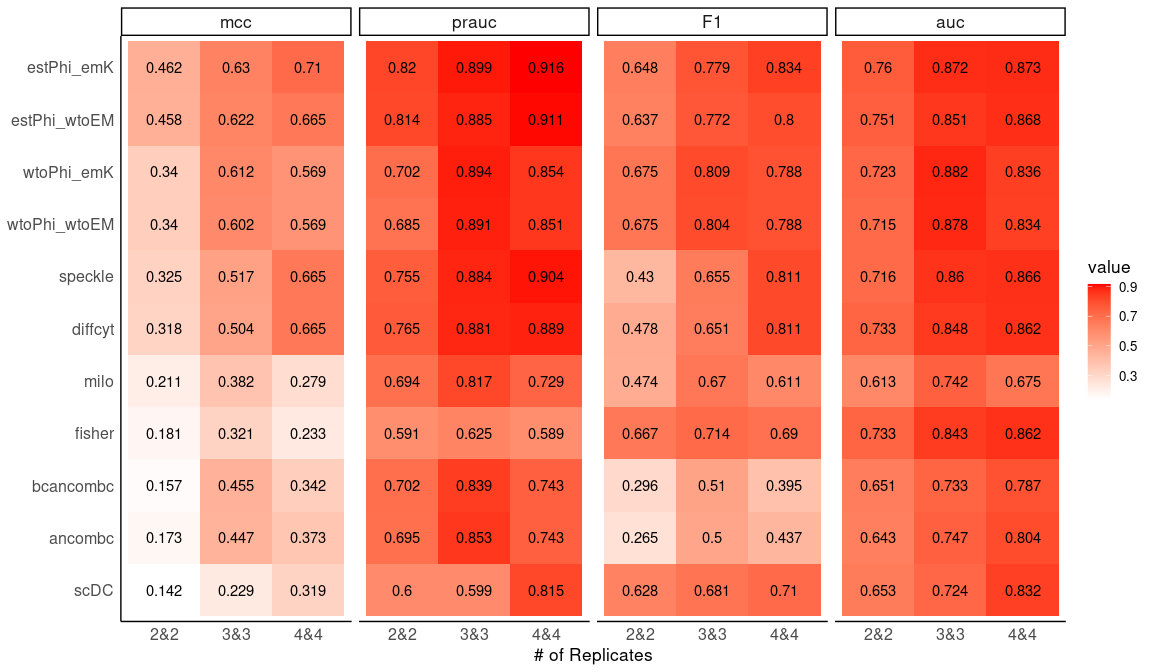 mcc prauc F1 auc
estPhi_emK 0.462 0.63 0.71 0.82 0.899 0.916 0.648 0.779 0.834 0.76 0.872 0.873
estPhi_wtoEM 0.458 0.622 0.665 0.814 0.885 0.911 0.637 0.772 0.8 0.751 0.851 0.868
wtoPhi_emK 0.34 0.612 0.569 0.702 0.894 0.854 0.675 0.809 0.788 0.723 0.882 0.836
wtoPhi_wtoEM 0.34 0.602 0.569 0.685 0.891 0.851 0.675 0.804 0.788 0.715 0.878 0.834
speckle 0.325 0.517 0.665 0.755 0.884 0.904 0.43 0.655 0.811 0.716 0.86 0.866
diffcyt 0.318 0.504 0.665 0.765 0.881 0.889 0.478 0.651 0.811 0.733 0.848 0.862
milo 0.211 0.382 0.279 0.694 0.817 0.729 0.474 0.67 0.611 0.613 0.742 0.675
fisher 0.181 0.321 0.233 0.591 0.625 0.589 0.667 0.714 0.69 0.733 0.843 0.862
bcancombc 0.157 0.455 0.342 0.702 0.839 0.743 0.296 0.51 0.395 0.651 0.733 0.787
ancombc 0.173 0.447 0.373 0.695 0.853 0.743 0.265 0.5 0.437 0.643 0.747 0.804
scDC 0.142 0.229 0.319 0.6 0.599 0.815 0.628 0.681 0.71 0.653 0.724 0.832
2&2 3&3 4&4 2&2 3&3 4&4 2&2 3&3 4&4 2&2 3&3 4&4
# of Replicates
value
0.9
0.7
0.5
0.3